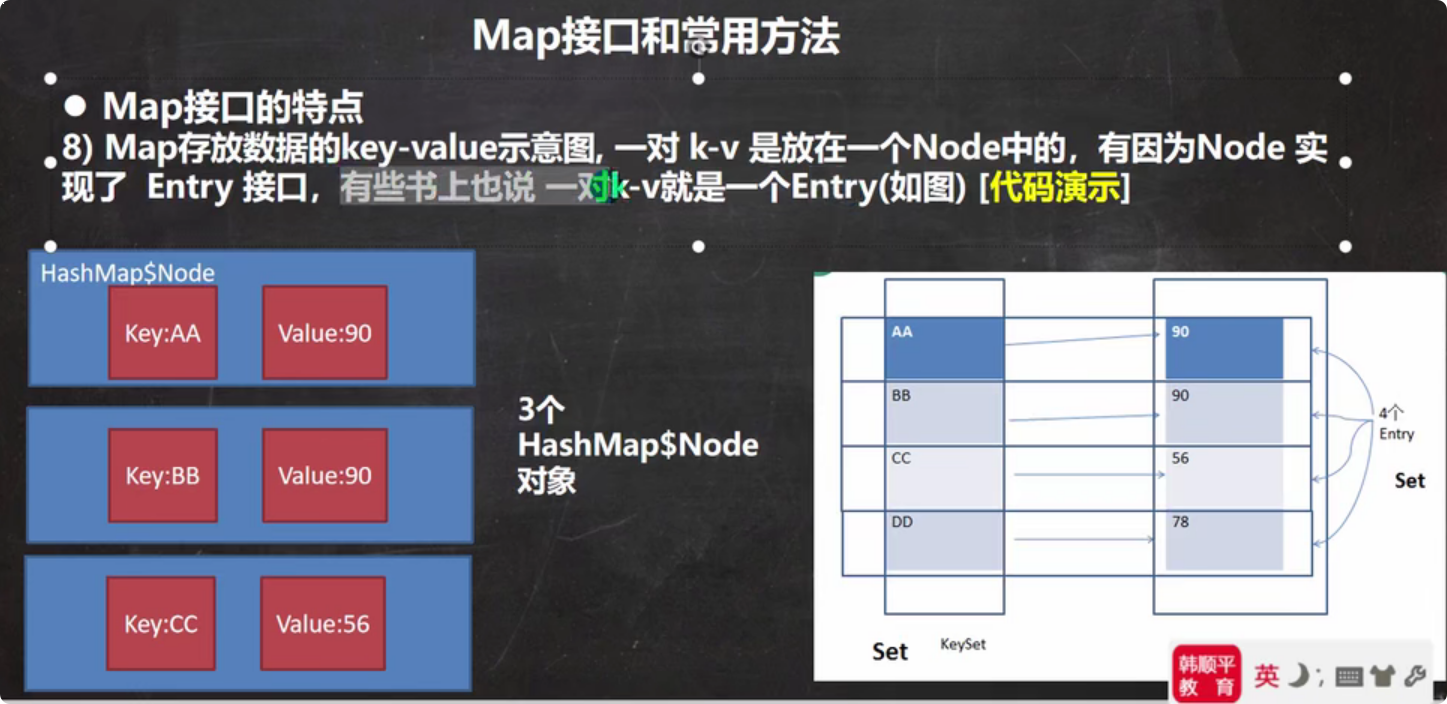 Map接口和常用方法
● Map接口的特点
8) Map存放数据的key-value示意图, 一对 k-v 是放在一个Node中的，有因为Node 实
现了 Entry 接口，有些书上也说 一对k-v就是一个Entry(如图) [代码演示]
HashMap$Node
Key:AA
Value:90
Key:BB
Value:90
Key:CC
Value:56
3个
HashMap$Node
对象
AA
90
BB
90
CC
56
DD
78
4个
Entry
Set
Set
KeySet
韩顺平
教 育
英